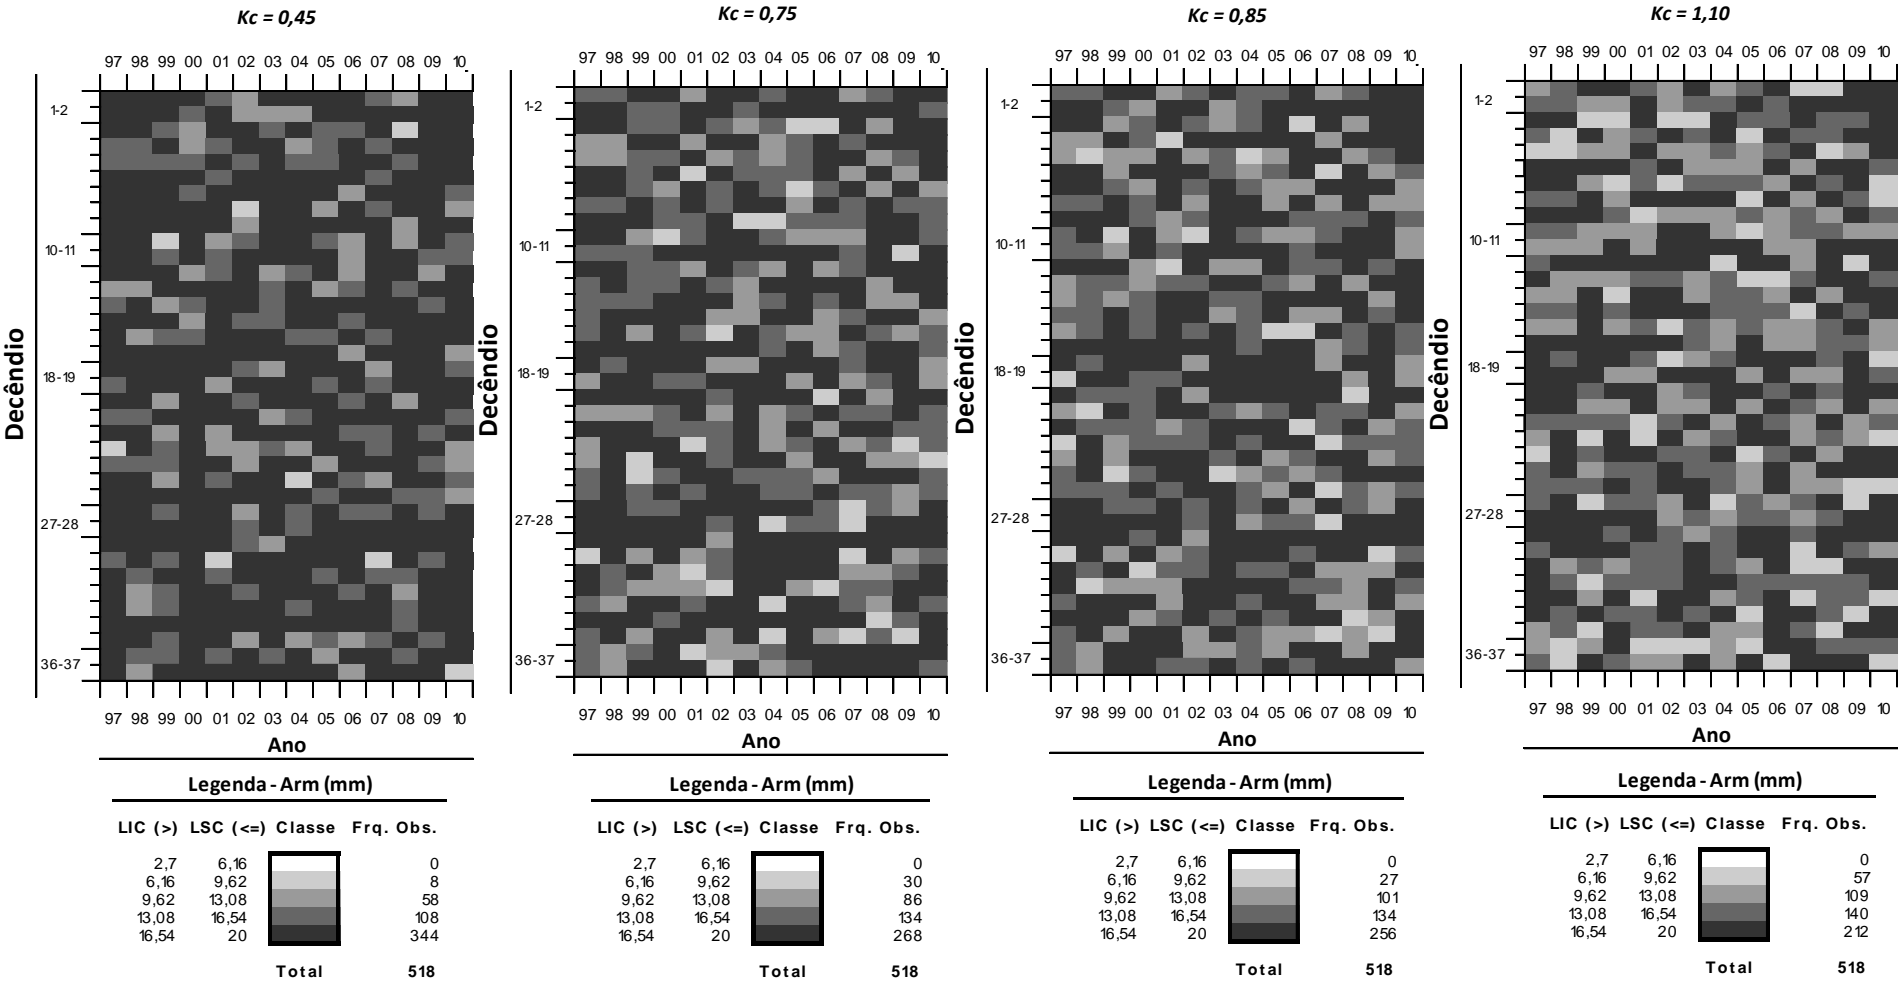 Kc = 0,45
97 98 99 00 01 02 03 04 05 06 07 08 09 10
Decêndio
1-2
10-11
18-19
27-28
36-37
97 98 99 00 01 02 03 04 05 06 07 08 09 10
Ano
Legenda - Arm (mm)
LIC (>) LSC (<=) Classe Frq. Obs.
2,7 6,16 0
6,16 9,62 8
9,62 13,08 58
13,08 16,54 108
16,54 20 344
Total 518
Kc = 0,75
97 98 99 00 01 02 03 04 05 06 07 08 09 10
Decêndio
1-2
10-11
18-19
27-28
36-37
97 98 99 00 01 02 03 04 05 06 07 08 09 10
Ano
Legenda - Arm (mm)
LIC (>) LSC (<=) Classe Frq. Obs.
2,7 6,16 0
6,16 9,62 30
9,62 13,08 86
13,08 16,54 134
16,54 20 268
Total 518
Kc = 0,85
97 98 99 00 01 02 03 04 05 06 07 08 09 10
Decêndio
1-2
10-11
18-19
27-28
36-37
97 98 99 00 01 02 03 04 05 06 07 08 09 10
Ano
Legenda - Arm (mm)
LIC (>) LSC (<=) Classe Frq. Obs.
2,7 6,16 0
6,16 9,62 27
9,62 13,08 101
13,08 16,54 134
16,54 20 256
Total 518
Kc = 1,10
97 98 99 00 01 02 03 04 05 06 07 08 09 10
Decêndio
1-2
10-11
18-19
27-28
36-37
97 98 99 00 01 02 03 04 05 06 07 08 09 10
Ano
Legenda - Arm (mm)
LIC (>) LSC (<=) Classe Frq. Obs.
2,7 6,16 0
6,16 9,62 57
9,62 13,08 109
13,08 16,54 140
16,54 20 212
Total 518